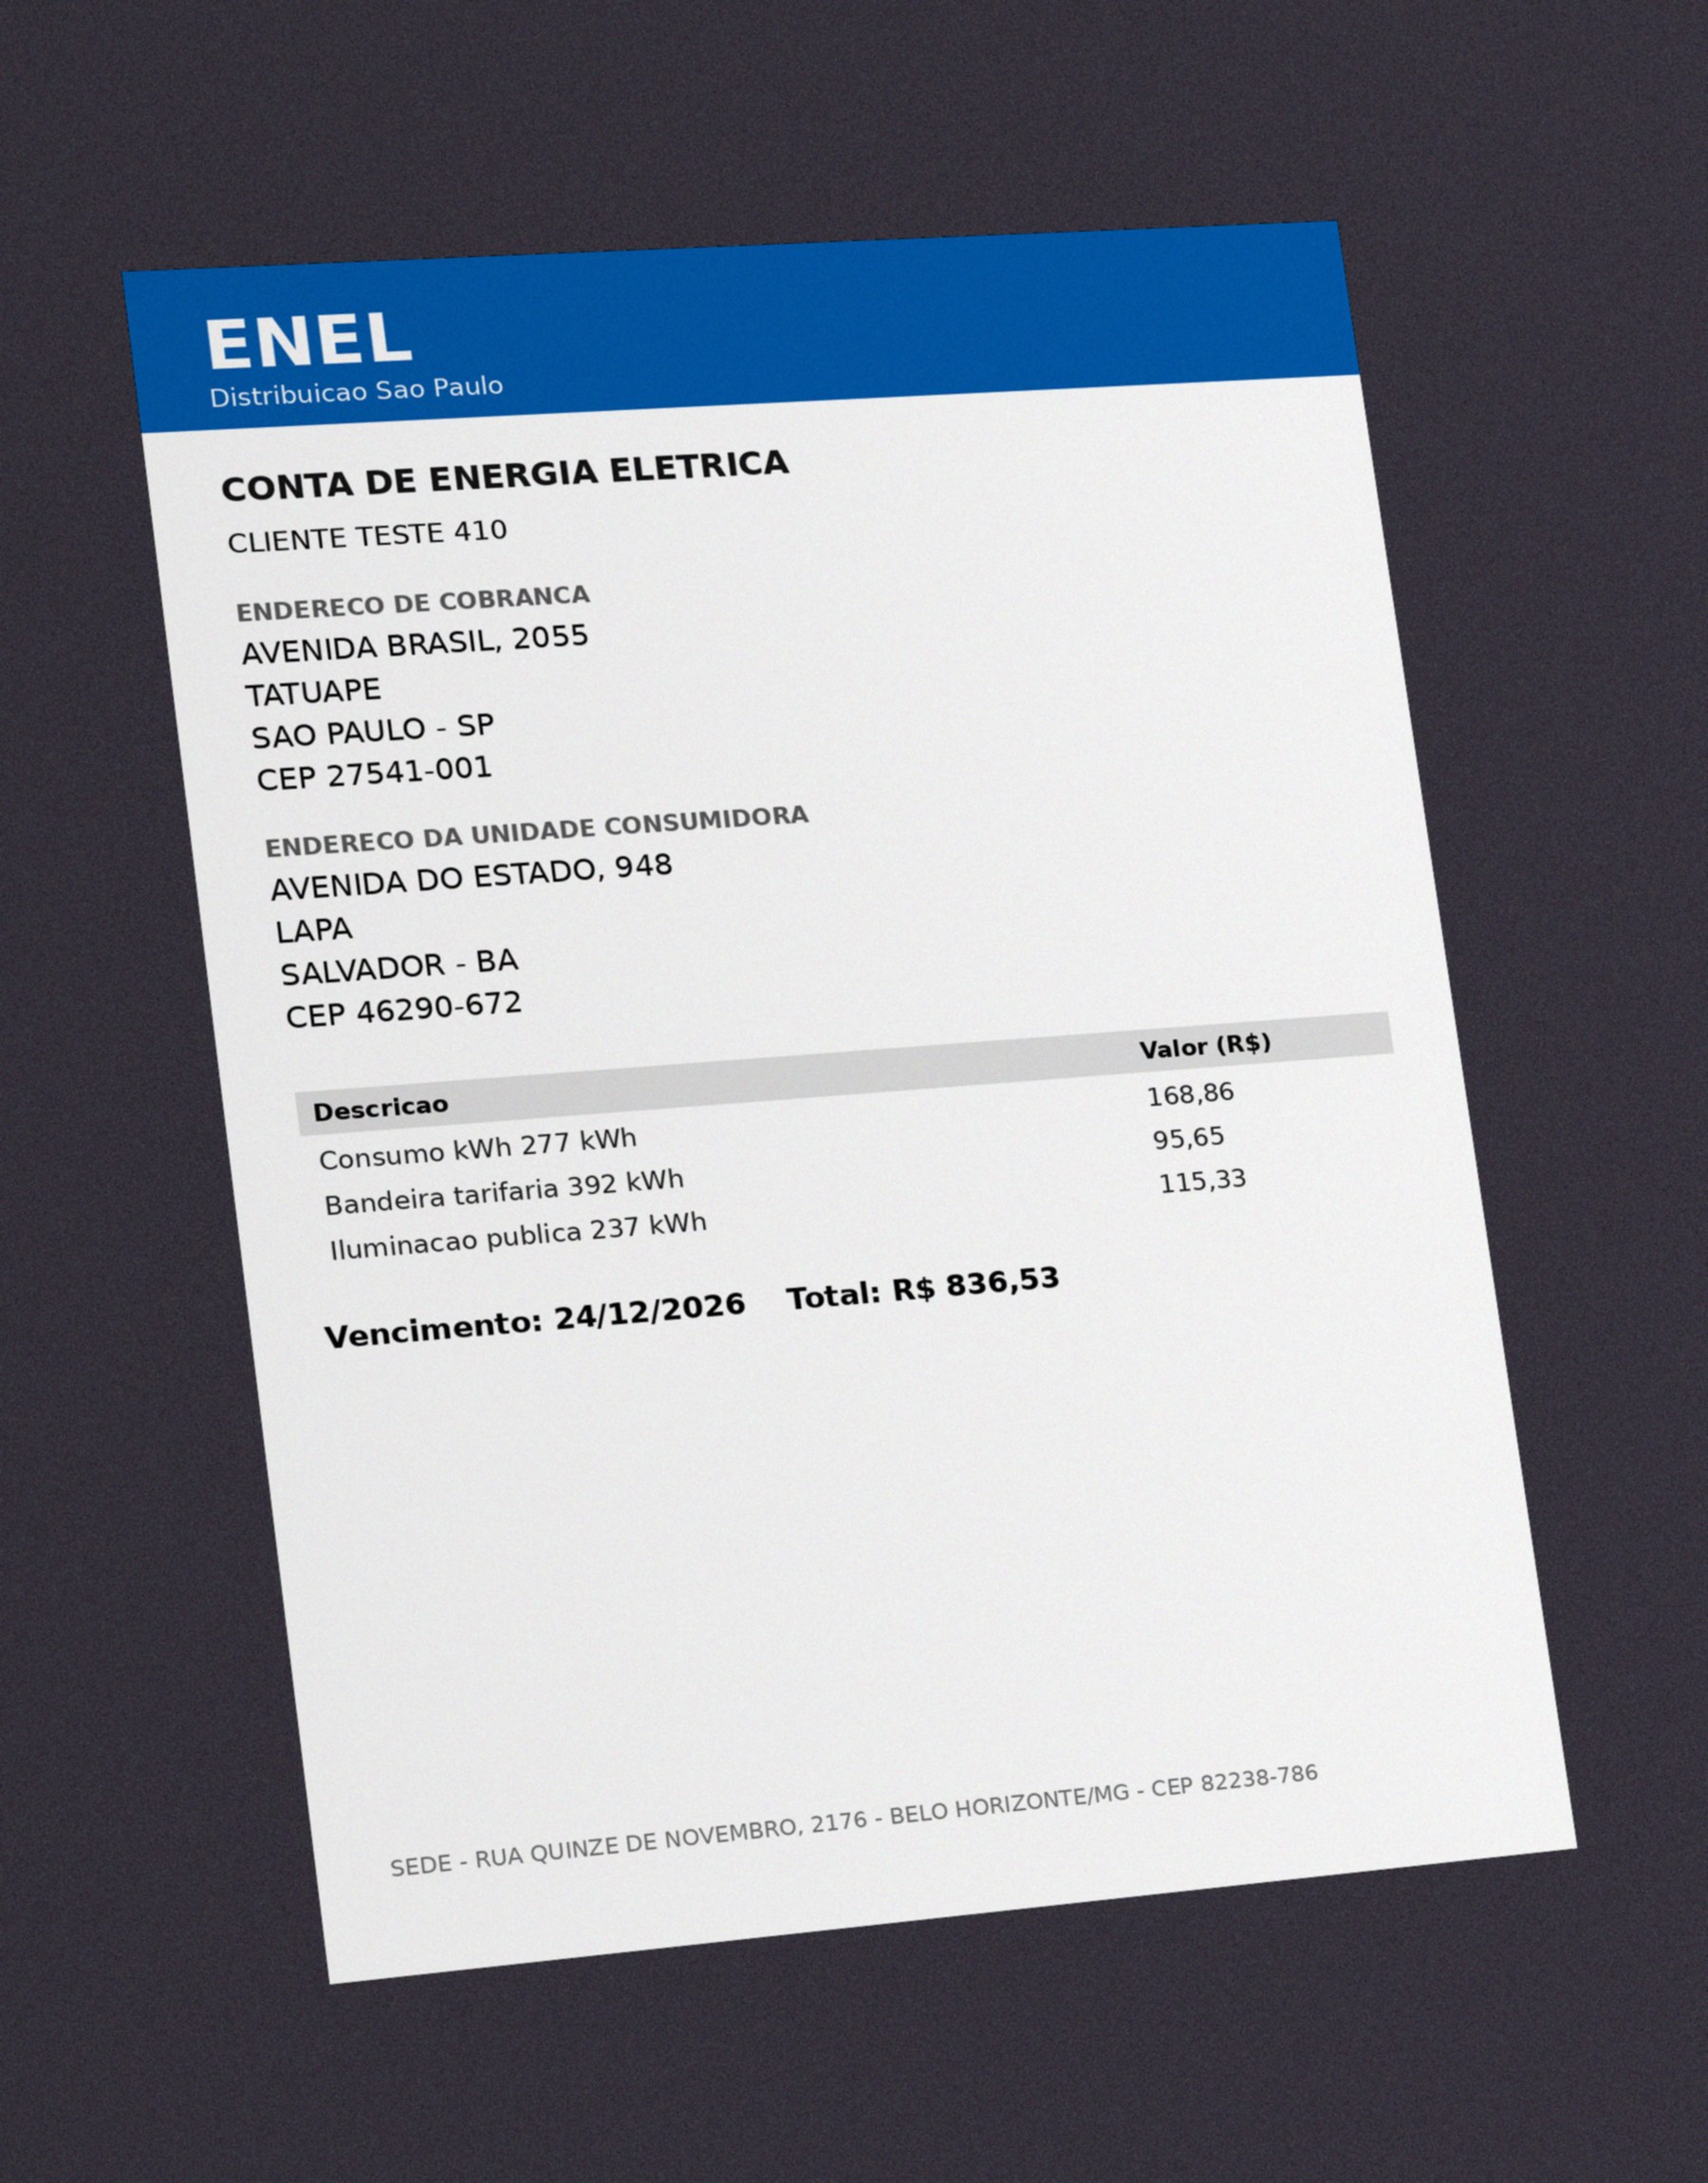 ENEL
Distribuicao Sao Paulo
CONTA DE ENERGIA ELETRICA
CLIENTE TESTE 410
ENDERECO DE COBRANCA
AVENIDA BRASIL, 2055
TATUAPE
SAO PAULO - SP
CEP 27541-001
ENDERECO DA UNIDADE CONSUMIDORA
AVENIDA DO ESTADO, 948
LAPA
SALVADOR - BA
CEP 46290-672
Descricao Valor (R$)
Consumo kWh 277 kWh 168,86
Bandeira tarifaria 392 kWh 95,65
Iluminacao publica 237 kWh 115,33
Vencimento: 24/12/2026 Total: R$ 836,53
SEDE - RUA QUINZE DE NOVEMBRO, 2176 - BELO HORIZONTE/MG - CEP 82238-786